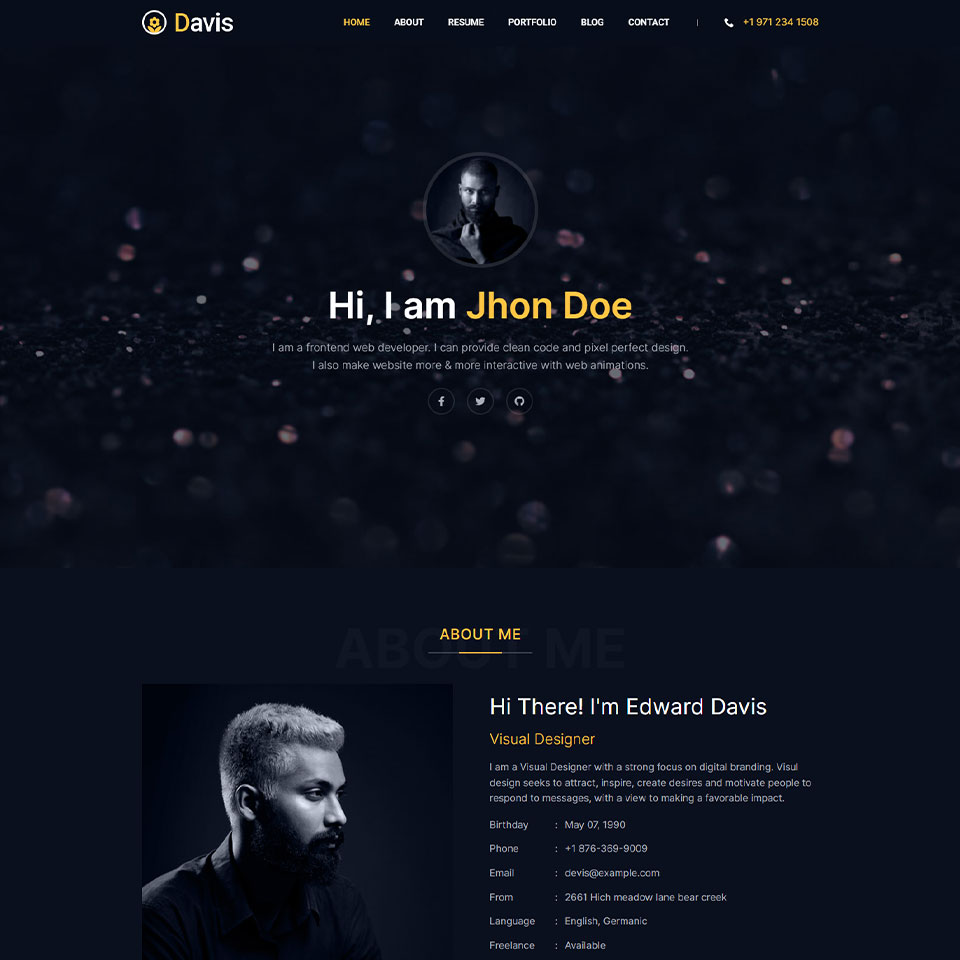 Davis
HOME ABOUT RESUME PORTFOLIO BLOG CONTACT | +1 971 234 1508
Hi, I am Jhon Doe
I am a frontend web developer. I can provide clean code and pixel perfect design.
I also make website more & more interactive with web animations.
ABOUT ME
ABOUT ME
Hi There! I'm Edward Davis
Visual Designer
I am a Visual Designer with a strong focus on digital branding. Visul
design seeks to attract, inspire, create desires and motivate people to
respond to messages, with a view to making a favorable impact.
Birthday : May 07, 1990
Phone : +1 876-369-9009
Email : devis@example.com
From : 2661 Hich meadow lane bear creek
Language : English, Germanic
Freelance : Available